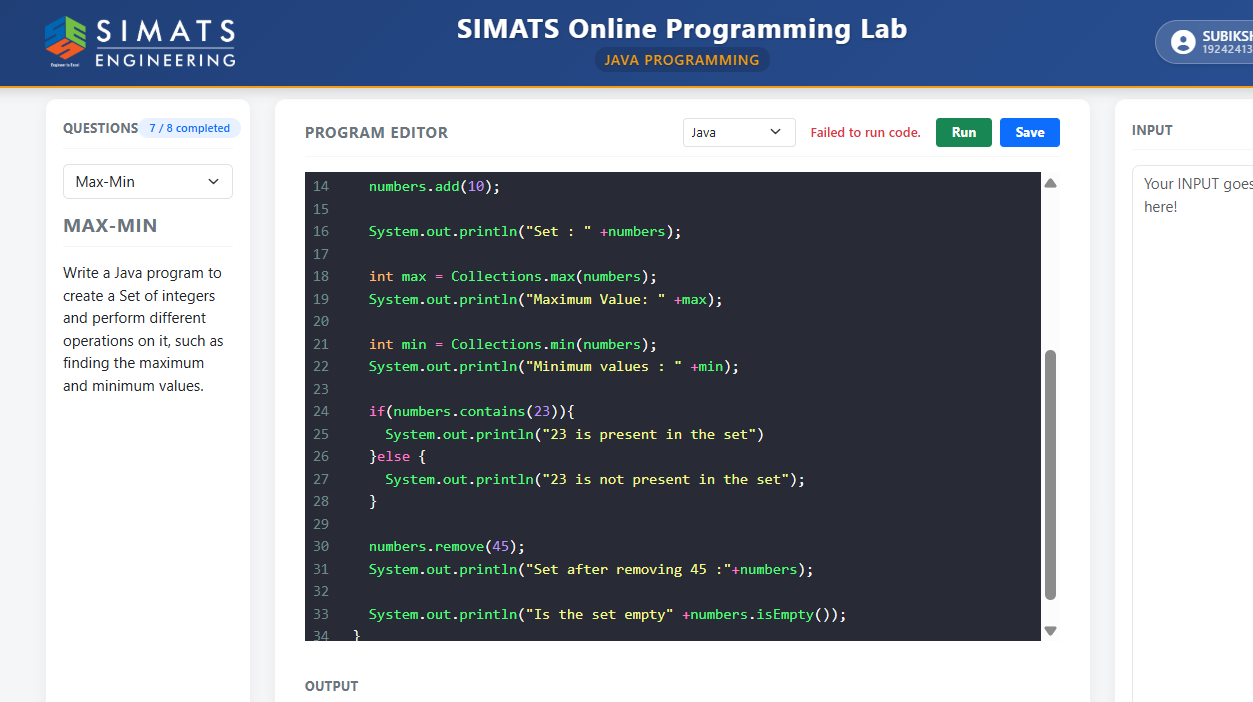 SIMATS
ENGINEERING
Engineer to Excel
SIMATS Online Programming Lab
JAVA PROGRAMMING
SUBIKSH
19242413
QUESTIONS 7 / 8 completed
Max-Min
MAX-MIN
Write a Java program to
create a Set of integers
and perform different
operations on it, such as
finding the maximum
and minimum values.
PROGRAM EDITOR
Java
Failed to run code.
Run
Save
14 numbers.add(10);
15
16 System.out.println("Set : " +numbers);
17
18 int max = Collections.max(numbers);
19 System.out.println("Maximum Value: " +max);
20
21 int min = Collections.min(numbers);
22 System.out.println("Minimum values : " +min);
23
24 if(numbers.contains(23)){
25 System.out.println("23 is present in the set")
26 }else {
27 System.out.println("23 is not present in the set");
28 }
29
30 numbers.remove(45);
31 System.out.println("Set after removing 45 :"+numbers);
32
33 System.out.println("Is the set empty" +numbers.isEmpty());
34 }
OUTPUT
INPUT
Your INPUT goes
here!